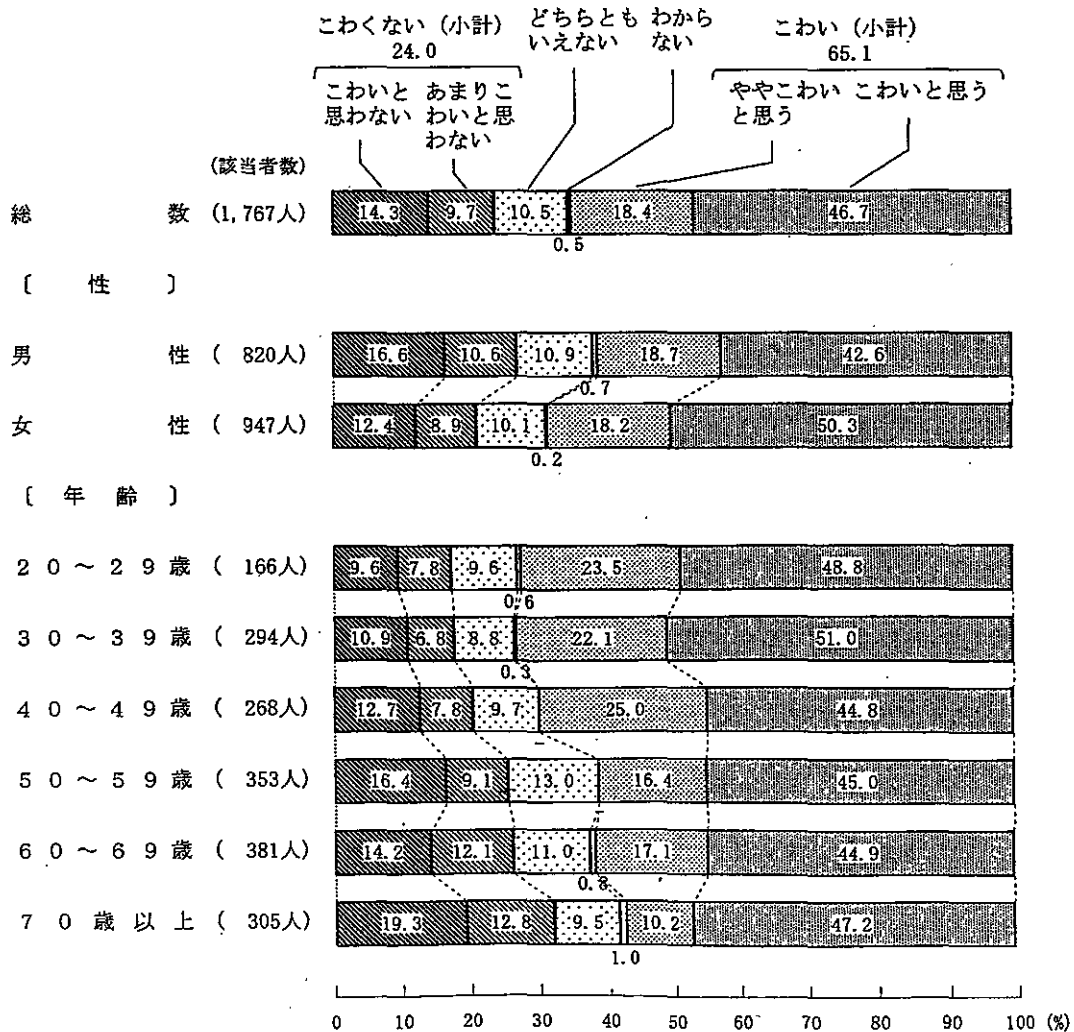 こわくない（小計） どちらとも わから こわい（小計）
いえない ない
24.0 65.1
こわいと あまりこ ややこわい こわいと思う
思わない わいと思 と思う
わない
(該当者数)
総数 (1,767人) 14.3 9.7 10.5 18.4 46.7
0.5
〔性〕
男性 ( 820人) 16.6 10.6 10.9 18.7 42.6
0.7
女性 ( 947人) 12.4 8.9 10.1 18.2 50.3
0.2
〔年齢〕
20～29歳 ( 166人) 9.6 7.8 9.6 23.5 48.8
0.6
30～39歳 ( 294人) 10.9 6.8 8.8 22.1 51.0
0.3
40～49歳 ( 268人) 12.7 7.8 9.7 25.0 44.8
-
50～59歳 ( 353人) 16.4 9.1 13.0 16.4 45.0
-
60～69歳 ( 381人) 14.2 12.1 11.0 17.1 44.9
0.8
70歳以上 ( 305人) 19.3 12.8 9.5 10.2 47.2
1.0
0 10 20 30 40 50 60 70 80 90 100 (%)